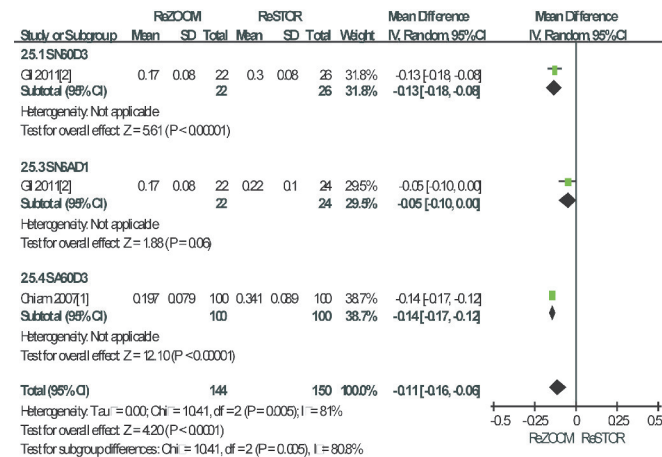 ReZOOM ReSTOR Mean Difference Mean Difference
Study or Subgroup Mean SD Total Mean SD Total Weight IV. Random, 95% CI IV. Random, 95% CI
2.5.1 SN60D3
Gil 2011[2] 0.17 0.08 22 0.3 0.08 26 31.8% -0.13 [-0.18, -0.08]
Subtotal (95% CI) 22 26 31.8% -0.13 [-0.18, -0.08]
Heterogeneity: Not applicable
Test for overall effect: Z = 5.61 (P < 0.00001)
2.5.3 SN6AD1
Gil 2011[2] 0.17 0.08 22 0.22 0.1 24 29.5% -0.05 [-0.10, 0.00]
Subtotal (95% CI) 22 24 29.5% -0.05 [-0.10, 0.00]
Heterogeneity: Not applicable
Test for overall effect: Z = 1.88 (P = 0.06)
2.5.4 SA60D3
Chiam 2007[1] 0.197 0.079 100 0.341 0.089 100 38.7% -0.14 [-0.17, -0.12]
Subtotal (95% CI) 100 100 38.7% -0.14 [-0.17, -0.12]
Heterogeneity: Not applicable
Test for overall effect: Z = 12.10 (P < 0.00001)
Total (95% CI) 144 150 100.0% -0.11 [-0.16, -0.06]
Heterogeneity: Tau = 0.00; Chi = 10.41, df = 2 (P = 0.005); I = 81%
Test for overall effect: Z = 4.20 (P < 0.0001)
Test for subgroup differences: Chi = 10.41, df = 2 (P = 0.005), I = 80.8%
-0.5 -0.25 0 0.25 0.5
ReZOOM ReSTOR